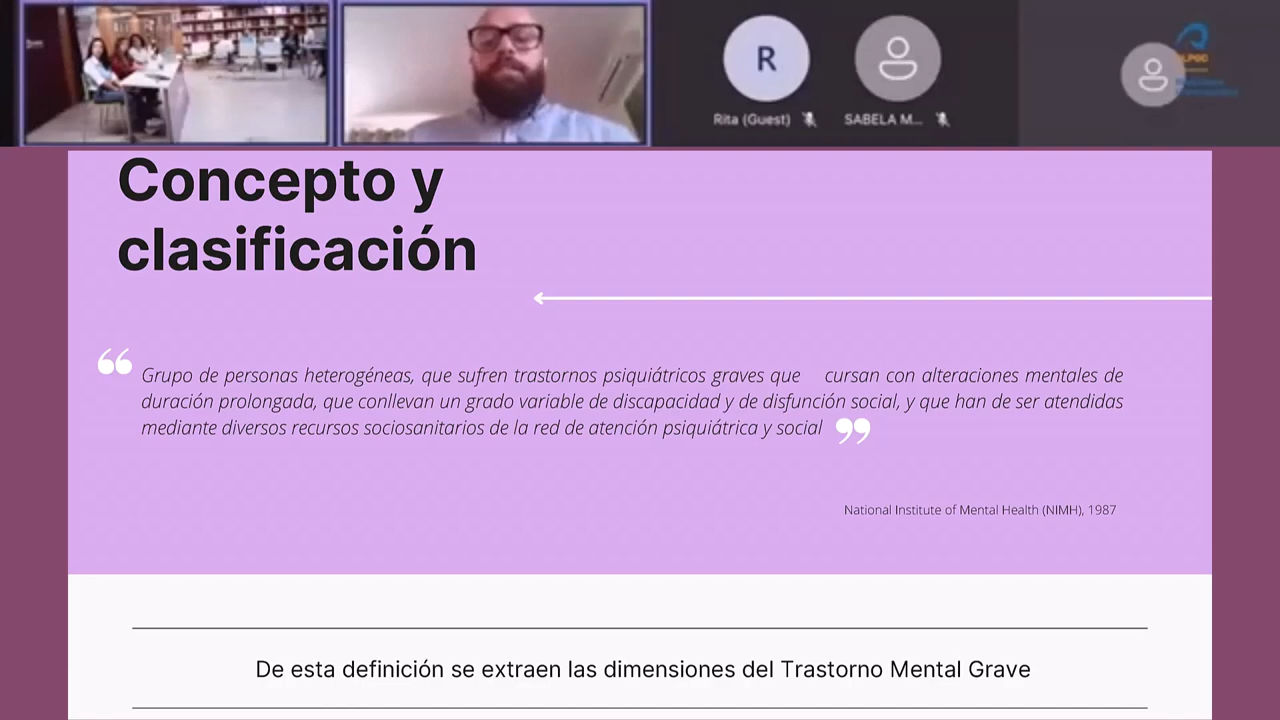 R
Rita (Guest)
SABELA M...
Concepto y
clasificación
“ Grupo de personas heterogéneas, que sufren trastornos psiquiátricos graves que cursan con alteraciones mentales de
duración prolongada, que conllevan un grado variable de discapacidad y de disfunción social, y que han de ser atendidas
mediante diversos recursos sociosanitarios de la red de atención psiquiátrica y social ”
National Institute of Mental Health (NIMH), 1987
De esta definición se extraen las dimensiones del Trastorno Mental Grave